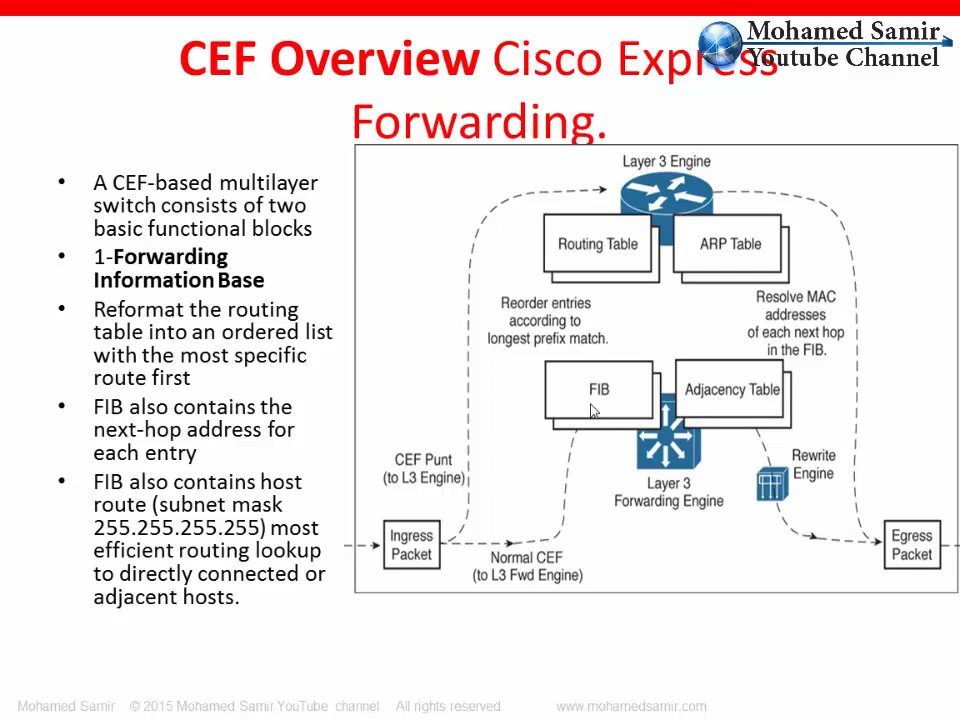 Mohamed Samir
Youtube Channel
CEF Overview Cisco Express
Forwarding.
• A CEF-based multilayer
switch consists of two
basic functional blocks
• 1-Forwarding
Information Base
• Reformat the routing
table into an ordered list
with the most specific
route first
• FIB also contains the
next-hop address for
each entry
• FIB also contains host
route (subnet mask
255.255.255.255) most
efficient routing lookup
to directly connected or
adjacent hosts.
Layer 3 Engine
Routing Table
ARP Table
Reorder entries
according to
longest prefix match.
Resolve MAC
addresses
of each next hop
in the FIB.
FIB
Adjacency Table
CEF Punt
(to L3 Engine)
Layer 3
Forwarding Engine
Rewrite
Engine
Ingress
Packet
Normal CEF
(to L3 Fwd Engine)
Egress
Packet
Mohamed Samir © 2015 Mohamed Samir YouTube channel All rights reserved. www.mohamedsamir.com